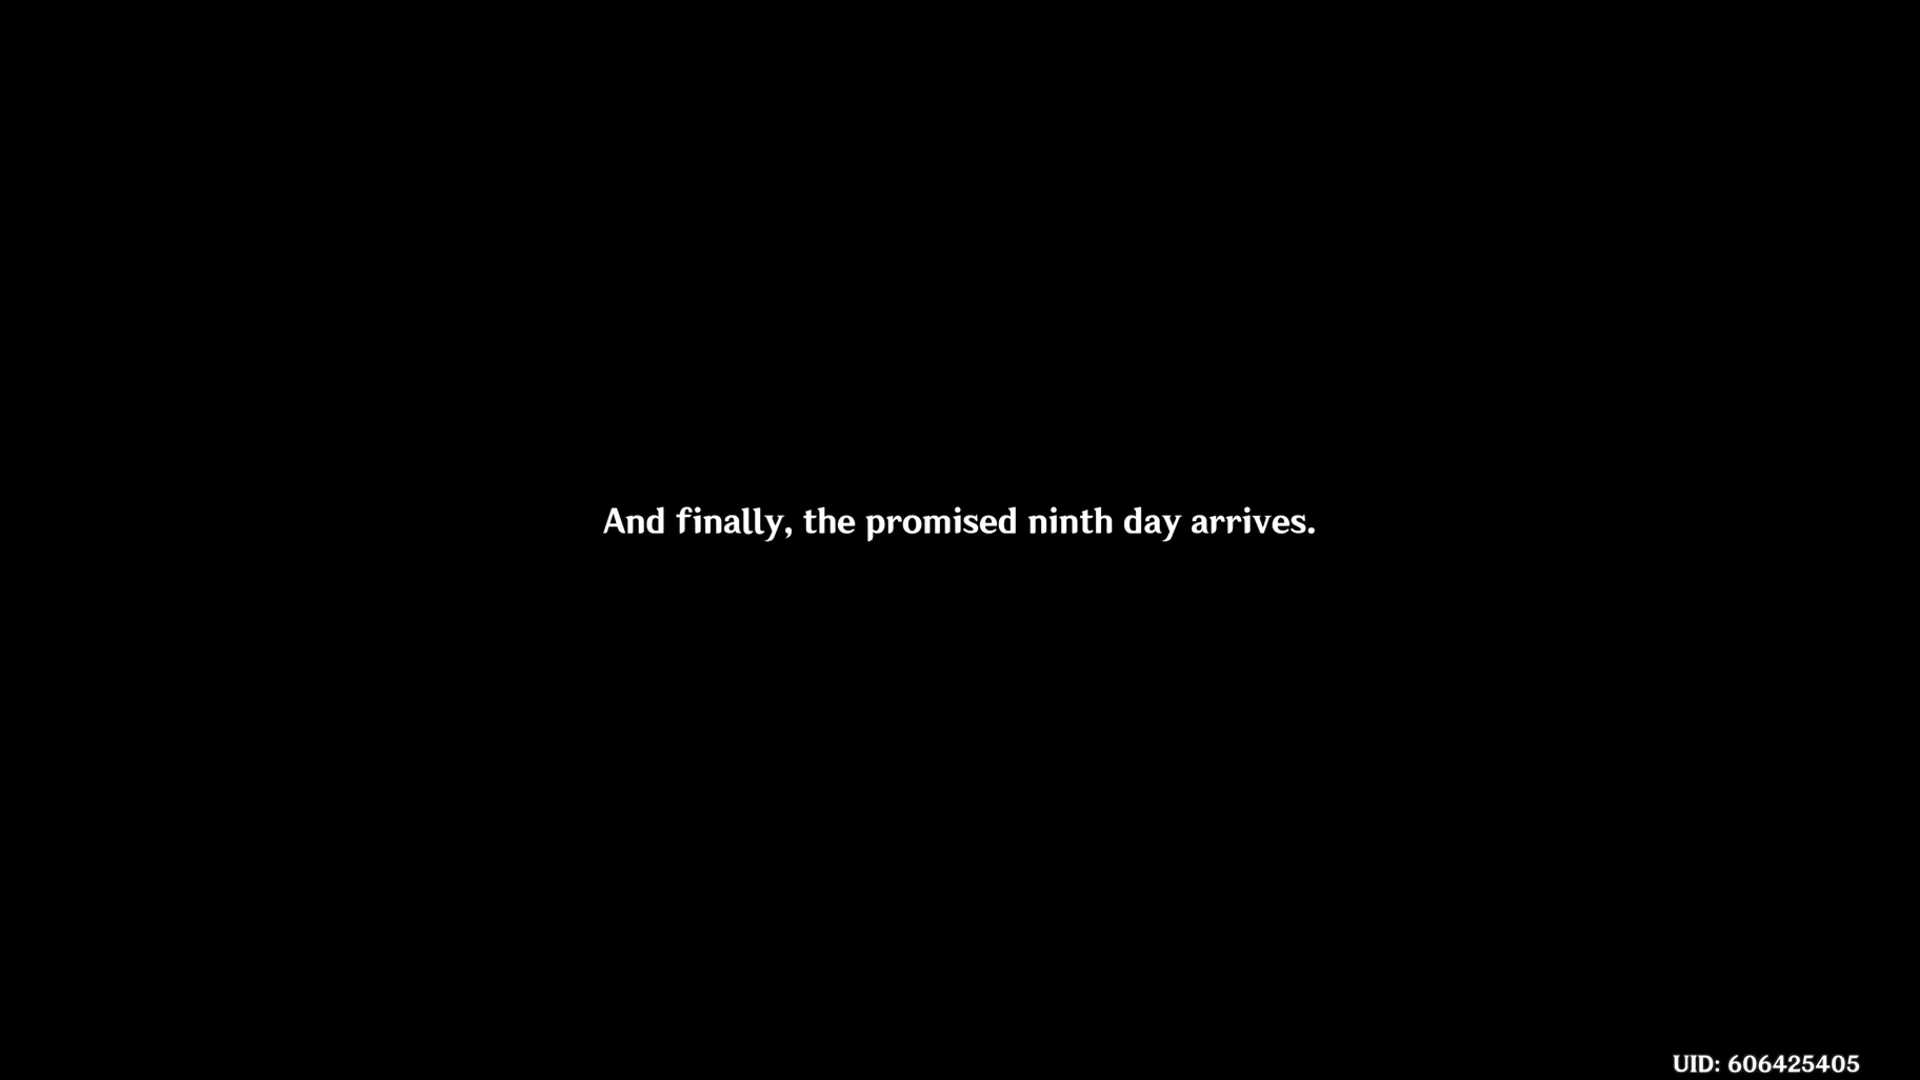 And finally, the promised ninth day arrives.
UID: 606425405